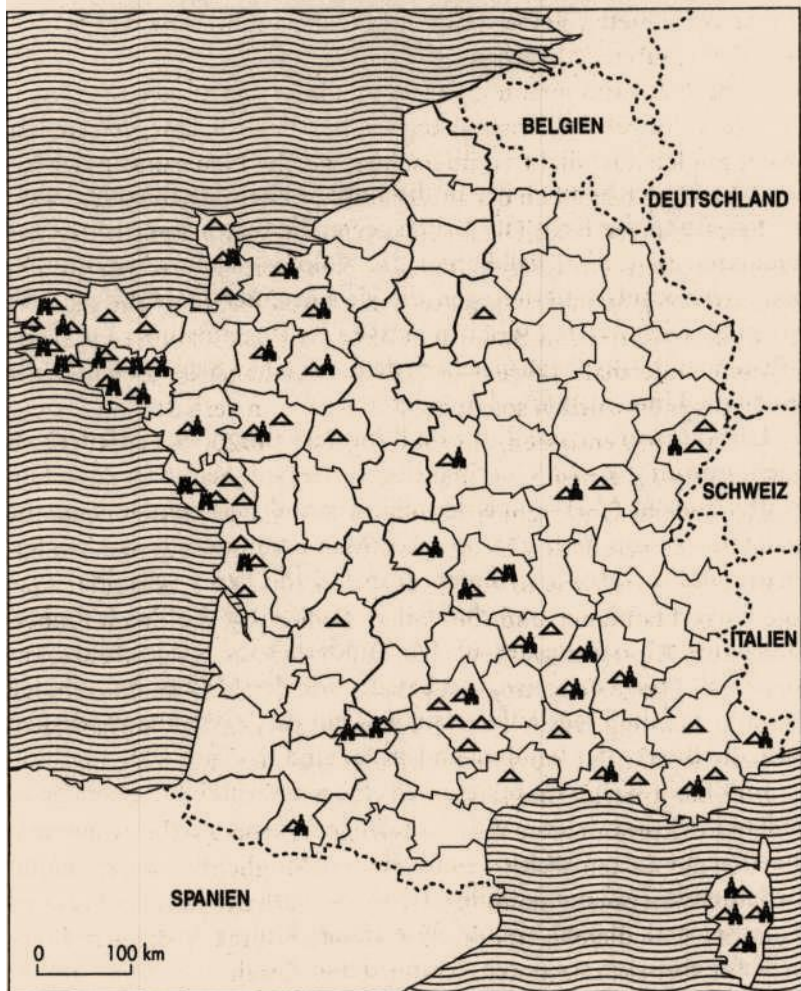 BELGIEN
DEUTSCHLAND
SCHWEIZ
ITALIEN
SPANIEN
0 100 km